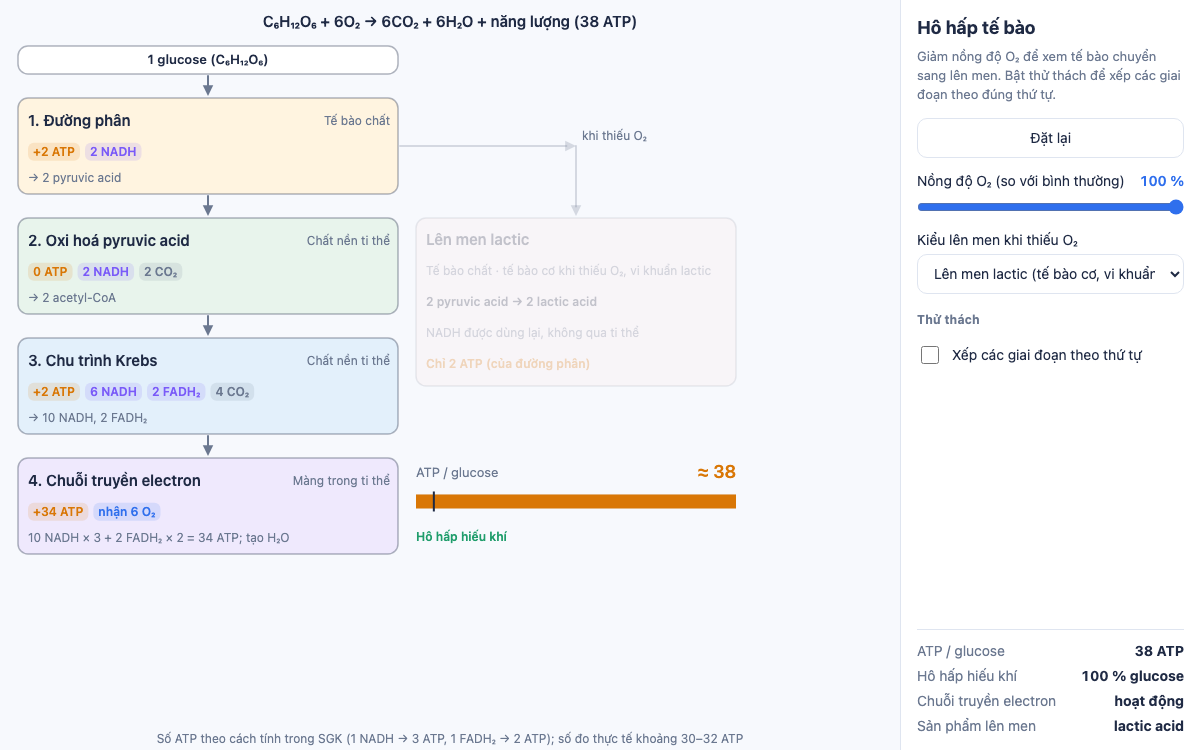 C₆H₁₂O₆ + 6O₂ → 6CO₂ + 6H₂O + năng lượng (38 ATP)
1 glucose (C₆H₁₂O₆)
1. Đường phân
Tế bào chất
+2 ATP
2 NADH
→ 2 pyruvic acid
khi thiếu O₂
2. Oxi hoá pyruvic acid
Chất nền ti thể
0 ATP
2 NADH
2 CO₂
→ 2 acetyl-CoA
Lên men lactic
Tế bào chất · tế bào cơ khi thiếu O₂, vi khuẩn lactic
2 pyruvic acid → 2 lactic acid
NADH được dùng lại, không qua ti thể
Chỉ 2 ATP (của đường phân)
3. Chu trình Krebs
Chất nền ti thể
+2 ATP
6 NADH
2 FADH₂
4 CO₂
→ 10 NADH, 2 FADH₂
4. Chuỗi truyền electron
Màng trong ti thể
+34 ATP
nhận 6 O₂
10 NADH × 3 + 2 FADH₂ × 2 = 34 ATP; tạo H₂O
ATP / glucose
≈ 38
Hô hấp hiếu khí
Số ATP theo cách tính trong SGK (1 NADH → 3 ATP, 1 FADH₂ → 2 ATP); số đo thực tế khoảng 30–32 ATP
Hô hấp tế bào
Giảm nồng độ O₂ để xem tế bào chuyển
sang lên men. Bật thử thách để xếp các giai
đoạn theo đúng thứ tự.
Đặt lại
Nồng độ O₂ (so với bình thường)
100 %
Kiểu lên men khi thiếu O₂
Lên men lactic (tế bào cơ, vi khuẩn
Thử thách
Xếp các giai đoạn theo thứ tự
ATP / glucose
38 ATP
Hô hấp hiếu khí
100 % glucose
Chuỗi truyền electron
hoạt động
Sản phẩm lên men
lactic acid